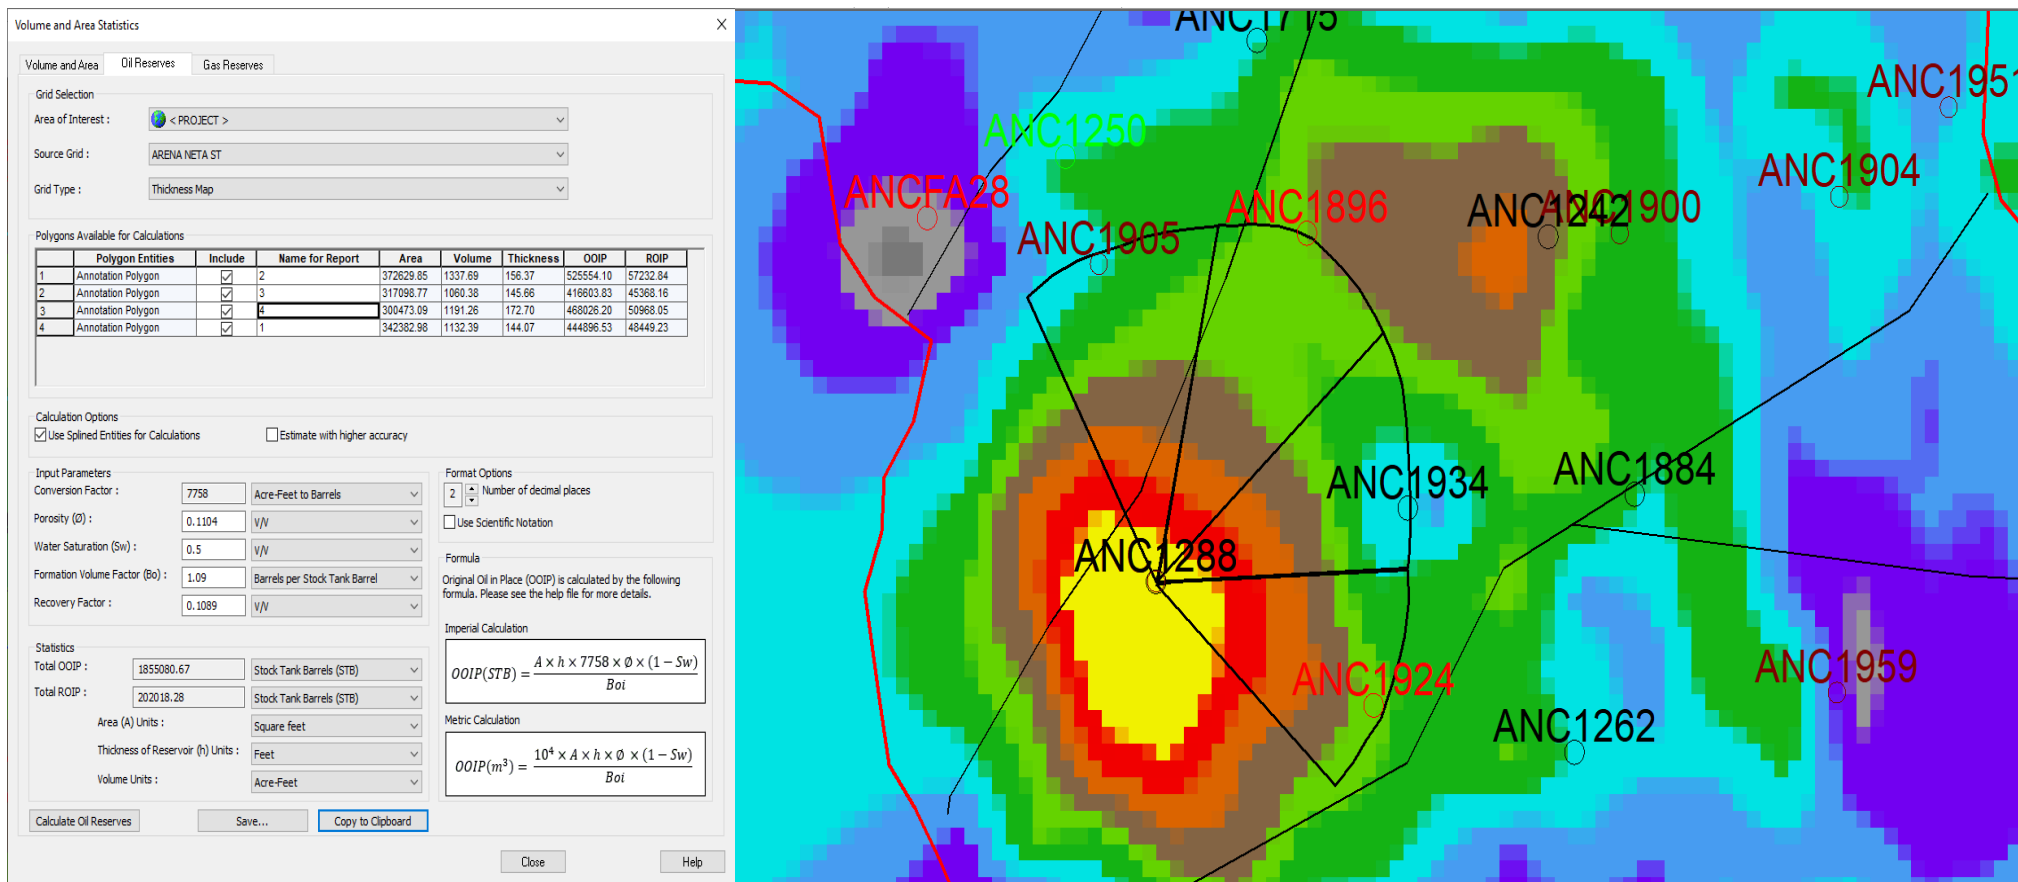 Volume and Area Statistics
Volume and Area
Oil Reserves
Gas Reserves
Grid Selection
Area of Interest :
< PROJECT >
Source Grid :
ARENA NETA ST
Grid Type :
Thickness Map
Polygons Available for Calculations
Polygon Entities Include Name for Report Area Volume Thickness OOIP ROIP
1 Annotation Polygon 2 372629.85 1337.69 156.37 525554.10 57232.84
2 Annotation Polygon 3 317098.77 1060.38 145.66 416603.83 45368.16
3 Annotation Polygon 4 300473.09 1191.26 172.70 468026.20 50968.05
4 Annotation Polygon 1 342382.98 1132.39 144.07 444896.53 48449.23
Calculation Options
Use Splined Entities for Calculations
Estimate with higher accuracy
Input Parameters
Conversion Factor : 7758 Acre-Feet to Barrels
Porosity (Ø) : 0.1104 V/V
Water Saturation (Sw) : 0.5 V/V
Formation Volume Factor (Bo) : 1.09 Barrels per Stock Tank Barrel
Recovery Factor : 0.1089 V/V
Format Options
2 Number of decimal places
Use Scientific Notation
Formula
Original Oil in Place (OOIP) is calculated by the following
formula. Please see the help file for more details.
Imperial Calculation
OOIP(STB) = A × h × 7758 × Ø × (1 − Sw) / Boi
Metric Calculation
OOIP(m³) = 10⁴ × A × h × Ø × (1 − Sw) / Boi
Statistics
Total OOIP : 1855080.67 Stock Tank Barrels (STB)
Total ROIP : 202018.28 Stock Tank Barrels (STB)
Area (A) Units : Square feet
Thickness of Reservoir (h) Units : Feet
Volume Units : Acre-Feet
Calculate Oil Reserves
Save...
Copy to Clipboard
Close
Help
ANC1715
ANC1951
ANC1250
ANC1904
ANCFA28
ANC1896
ANC1242
ANC1900
ANC1905
ANC1934
ANC1884
ANC1288
ANC1924
ANC1959
ANC1262